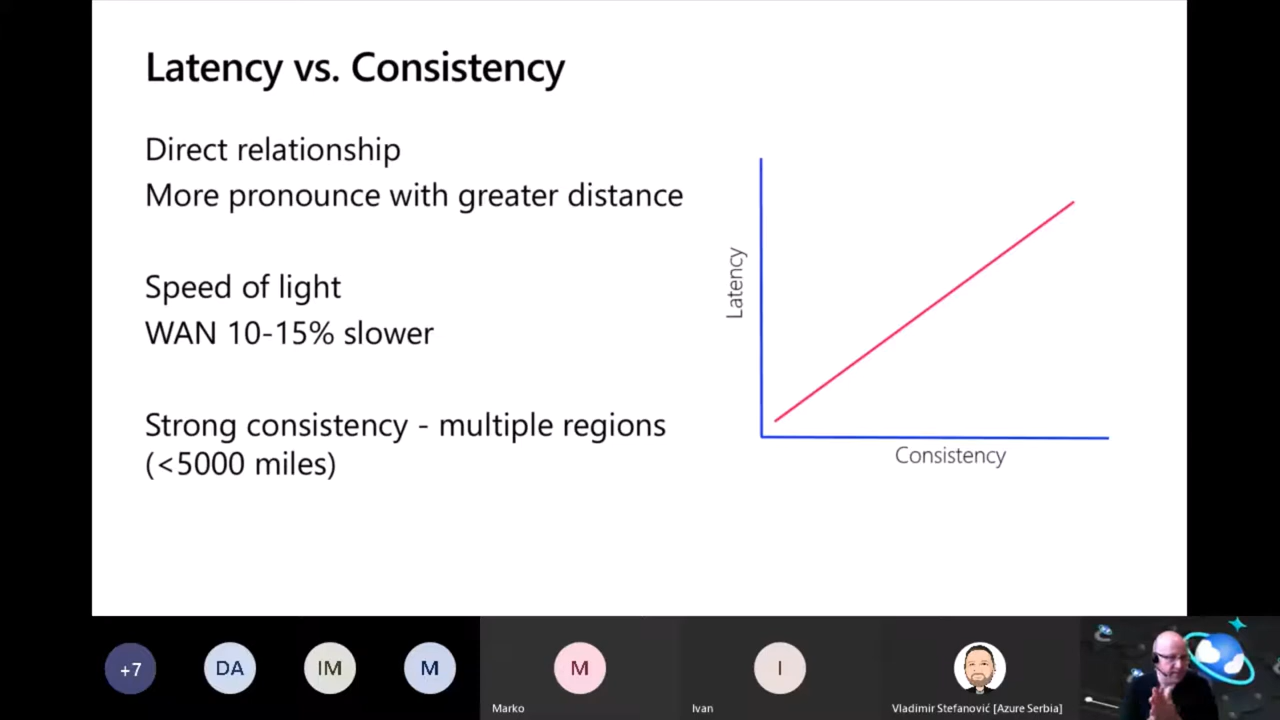 Latency vs. Consistency
Direct relationship
More pronounce with greater distance
Speed of light
WAN 10-15% slower
Strong consistency - multiple regions
(<5000 miles)
Latency
Consistency
+7
DA
IM
M
M
Marko
I
Ivan
Vladimir Stefanović [Azure Serbia]